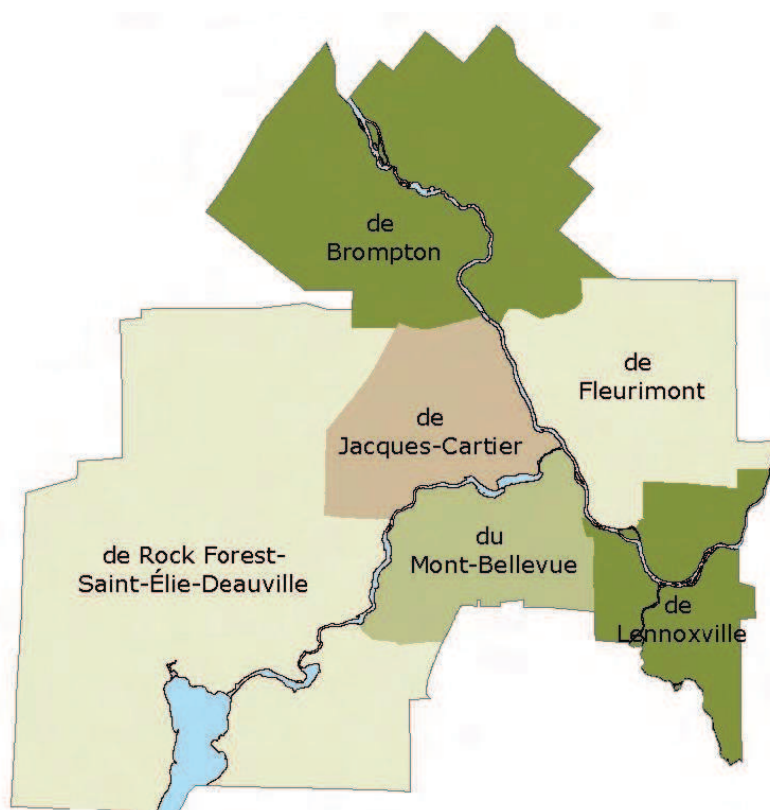 de
Brompton
de
Fleurimont
de
Jacques-Cartier
du
Mont-Bellevue
de Rock Forest-
Saint-Élie-Deauville
de
Lennoxville